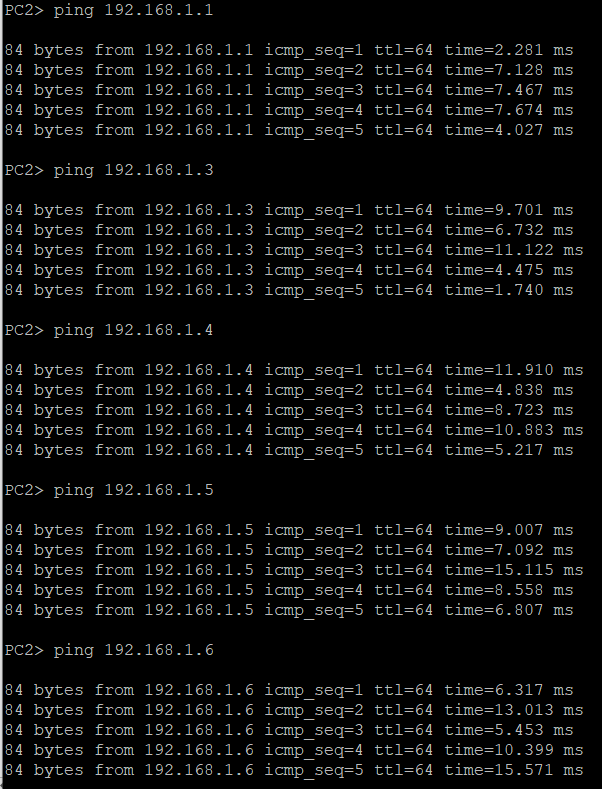 PC2> ping 192.168.1.1
84 bytes from 192.168.1.1 icmp_seq=1 ttl=64 time=2.281 ms
84 bytes from 192.168.1.1 icmp_seq=2 ttl=64 time=7.128 ms
84 bytes from 192.168.1.1 icmp_seq=3 ttl=64 time=7.467 ms
84 bytes from 192.168.1.1 icmp_seq=4 ttl=64 time=7.674 ms
84 bytes from 192.168.1.1 icmp_seq=5 ttl=64 time=4.027 ms
PC2> ping 192.168.1.3
84 bytes from 192.168.1.3 icmp_seq=1 ttl=64 time=9.701 ms
84 bytes from 192.168.1.3 icmp_seq=2 ttl=64 time=6.732 ms
84 bytes from 192.168.1.3 icmp_seq=3 ttl=64 time=11.122 ms
84 bytes from 192.168.1.3 icmp_seq=4 ttl=64 time=4.475 ms
84 bytes from 192.168.1.3 icmp_seq=5 ttl=64 time=1.740 ms
PC2> ping 192.168.1.4
84 bytes from 192.168.1.4 icmp_seq=1 ttl=64 time=11.910 ms
84 bytes from 192.168.1.4 icmp_seq=2 ttl=64 time=4.838 ms
84 bytes from 192.168.1.4 icmp_seq=3 ttl=64 time=8.723 ms
84 bytes from 192.168.1.4 icmp_seq=4 ttl=64 time=10.883 ms
84 bytes from 192.168.1.4 icmp_seq=5 ttl=64 time=5.217 ms
PC2> ping 192.168.1.5
84 bytes from 192.168.1.5 icmp_seq=1 ttl=64 time=9.007 ms
84 bytes from 192.168.1.5 icmp_seq=2 ttl=64 time=7.092 ms
84 bytes from 192.168.1.5 icmp_seq=3 ttl=64 time=15.115 ms
84 bytes from 192.168.1.5 icmp_seq=4 ttl=64 time=8.558 ms
84 bytes from 192.168.1.5 icmp_seq=5 ttl=64 time=6.807 ms
PC2> ping 192.168.1.6
84 bytes from 192.168.1.6 icmp_seq=1 ttl=64 time=6.317 ms
84 bytes from 192.168.1.6 icmp_seq=2 ttl=64 time=13.013 ms
84 bytes from 192.168.1.6 icmp_seq=3 ttl=64 time=5.453 ms
84 bytes from 192.168.1.6 icmp_seq=4 ttl=64 time=10.399 ms
84 bytes from 192.168.1.6 icmp_seq=5 ttl=64 time=15.571 ms